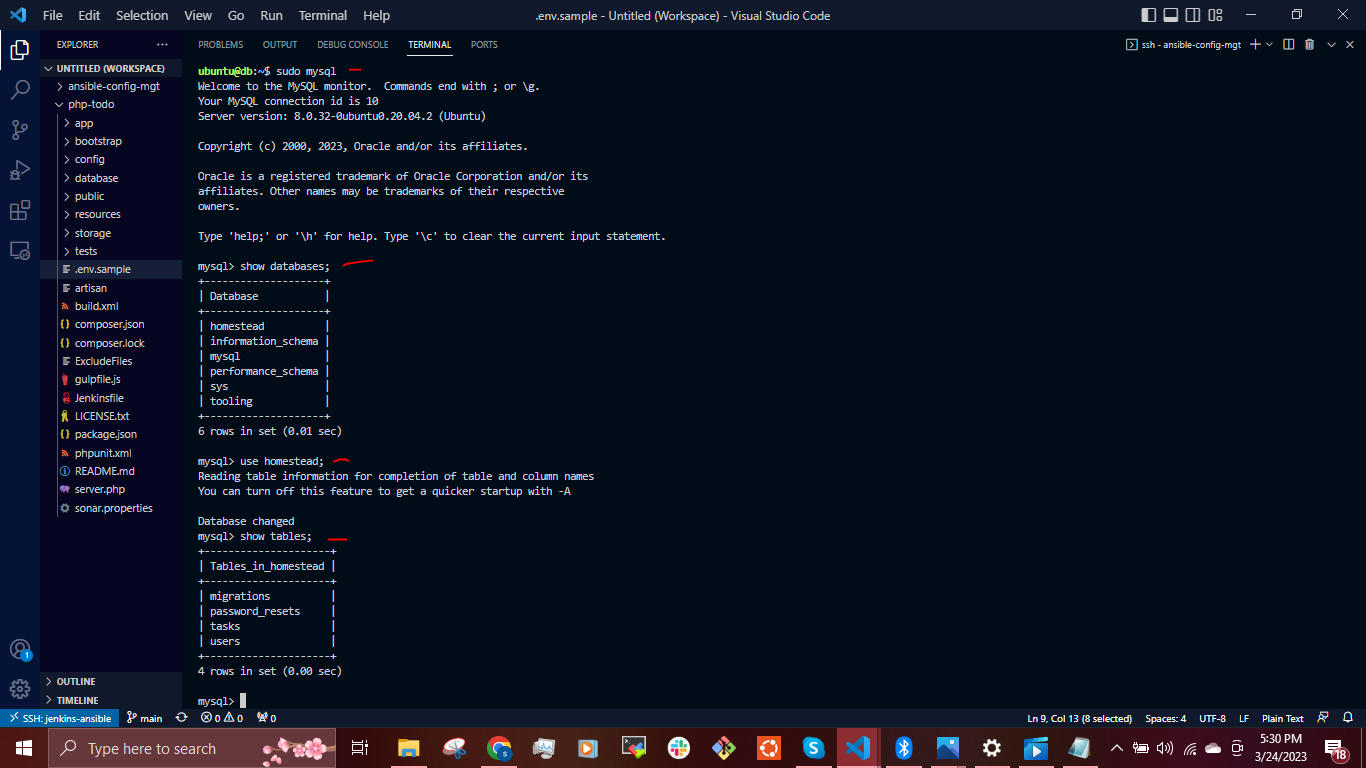 File Edit Selection View Go Run Terminal Help
.env.sample - Untitled (Workspace) - Visual Studio Code
EXPLORER
UNTITLED (WORKSPACE)
ansible-config-mgt
php-todo
app
bootstrap
config
database
public
resources
storage
tests
.env.sample
artisan
build.xml
composer.json
composer.lock
ExcludeFiles
gulpfile.js
Jenkinsfile
LICENSE.txt
package.json
phpunit.xml
README.md
server.php
sonar.properties
OUTLINE
TIMELINE
PROBLEMS OUTPUT DEBUG CONSOLE TERMINAL PORTS
ssh - ansible-config-mgt
ubuntu@db:~$ sudo mysql
Welcome to the MySQL monitor.  Commands end with ; or \g.
Your MySQL connection id is 10
Server version: 8.0.32-0ubuntu0.20.04.2 (Ubuntu)
Copyright (c) 2000, 2023, Oracle and/or its affiliates.
Oracle is a registered trademark of Oracle Corporation and/or its
affiliates. Other names may be trademarks of their respective
owners.
Type 'help;' or '\h' for help. Type '\c' to clear the current input statement.
mysql> show databases;
+--------------------+
| Database           |
+--------------------+
| homestead          |
| information_schema |
| mysql              |
| performance_schema |
| sys                |
| tooling            |
+--------------------+
6 rows in set (0.01 sec)
mysql> use homestead;
Reading table information for completion of table and column names
You can turn off this feature to get a quicker startup with -A
Database changed
mysql> show tables;
+---------------------+
| Tables_in_homestead |
+---------------------+
| migrations          |
| password_resets     |
| tasks               |
| users               |
+---------------------+
4 rows in set (0.00 sec)
mysql>
1
SSH: jenkins-ansible main 0 0 0
Ln 9, Col 13 (8 selected) Spaces: 4 UTF-8 LF Plain Text
Type here to search
5:30 PM
3/24/2023
18